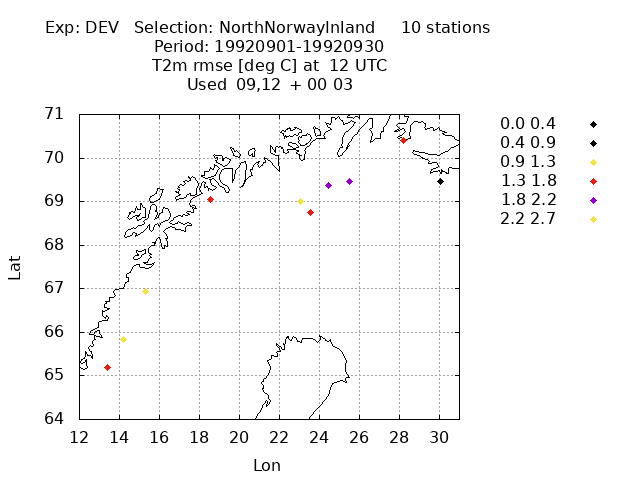 Exp: DEV   Selection: NorthNorwayInland     10 stations
Period: 19920901-19920930
T2m rmse [deg C] at  12 UTC
Used  09,12  + 00 03
71
70
69
68
67
66
65
64
12 14 16 18 20 22 24 26 28 30
Lat
Lon
0.0 0.4
0.4 0.9
0.9 1.3
1.3 1.8
1.8 2.2
2.2 2.7